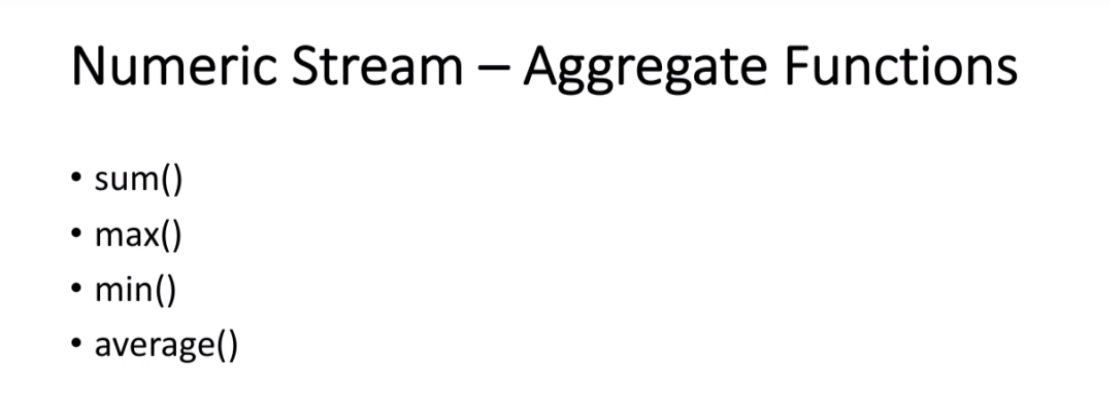 Numeric Stream – Aggregate Functions
• sum()
• max()
• min()
• average()